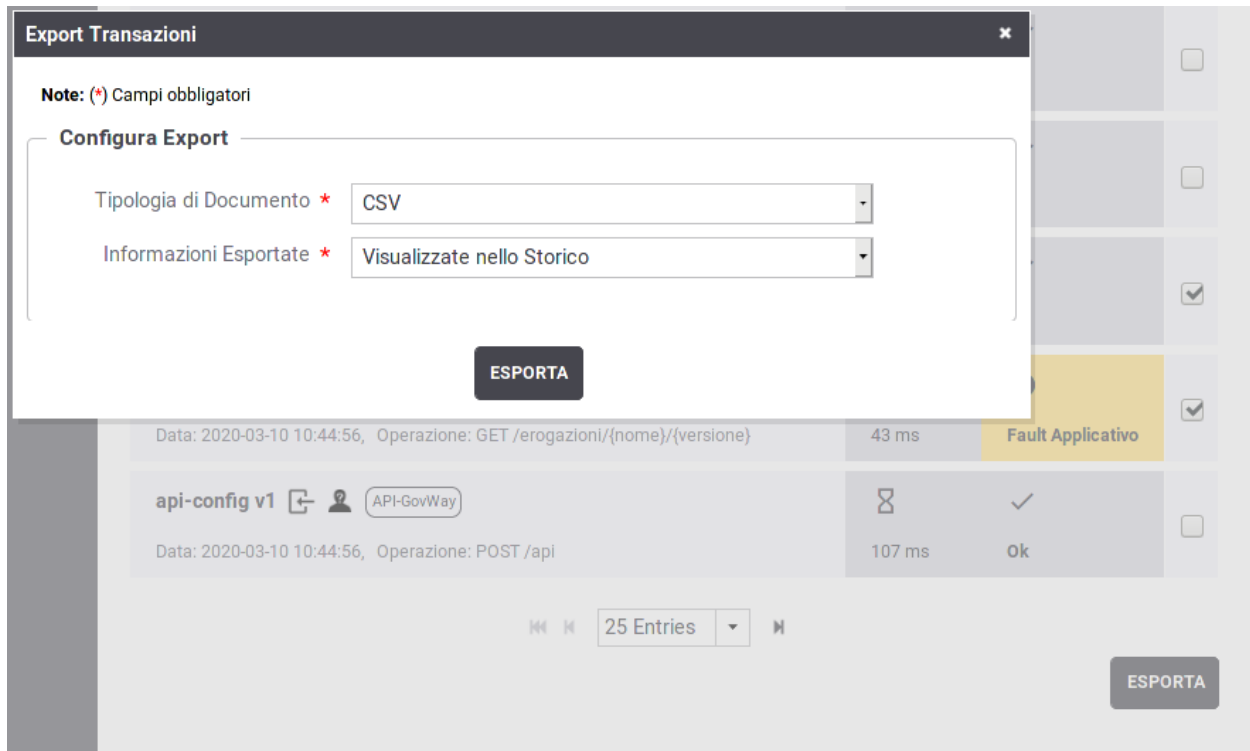 Export Transazioni
Note: (*) Campi obbligatori
Configura Export
Tipologia di Documento * CSV
Informazioni Esportate * Visualizzate nello Storico
ESPORTA
Data: 2020-03-10 10:44:56, Operazione: GET /erogazioni/{nome}/{versione} 43 ms Fault Applicativo
api-config v1 API-GovWay
Data: 2020-03-10 10:44:56, Operazione: POST /api 107 ms Ok
25 Entries
ESPORTA